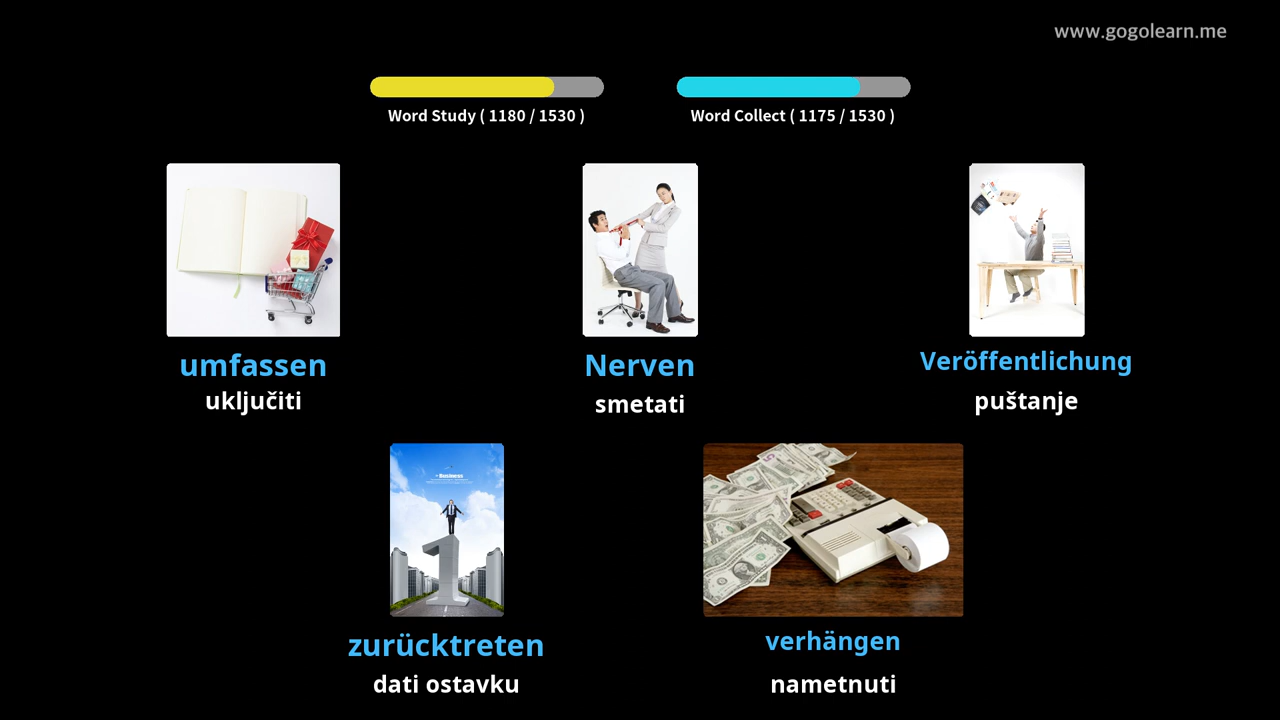 www.gogolearn.me
Word Study ( 1180 / 1530 )
Word Collect ( 1175 / 1530 )
umfassen
uključiti
Nerven
smetati
Veröffentlichung
puštanje
Business
zurücktreten
dati ostavku
verhängen
nametnuti